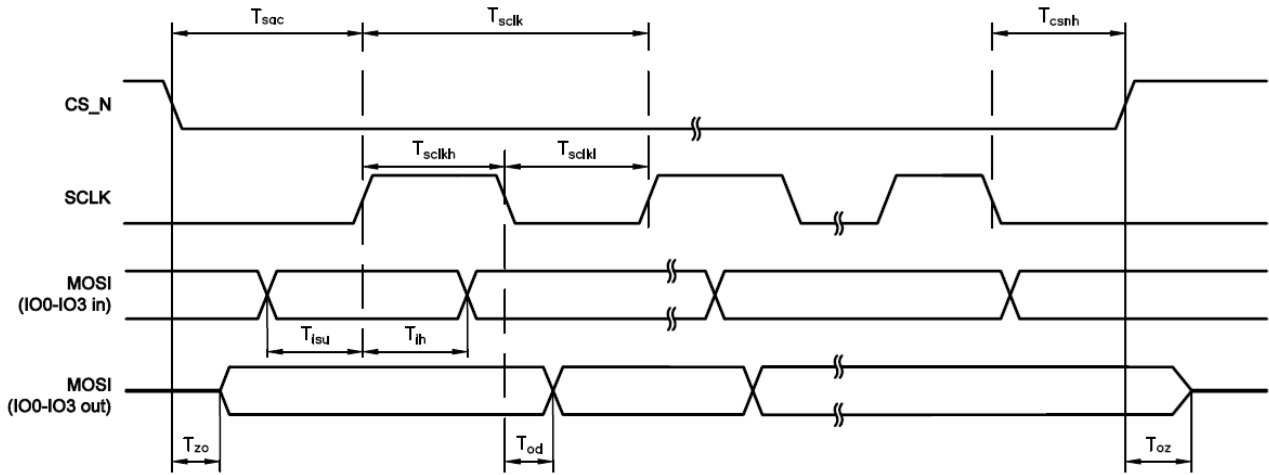 Tsac Tsclk Tcsnh
CS_N
Tsclkh Tsclkl
SCLK
MOSI
(IO0-IO3 in)
Tisu Tih
MOSI
(IO0-IO3 out)
Tzo Tod Toz